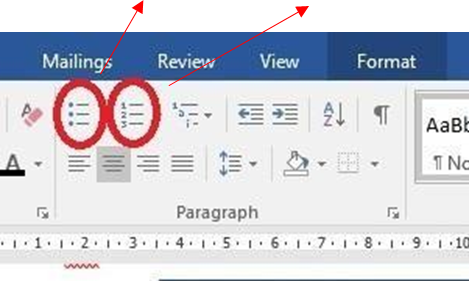 Mailings Review View Format
A AaBb
¶ No
Paragraph
1 2 3 4 5 6 7 8 9 10